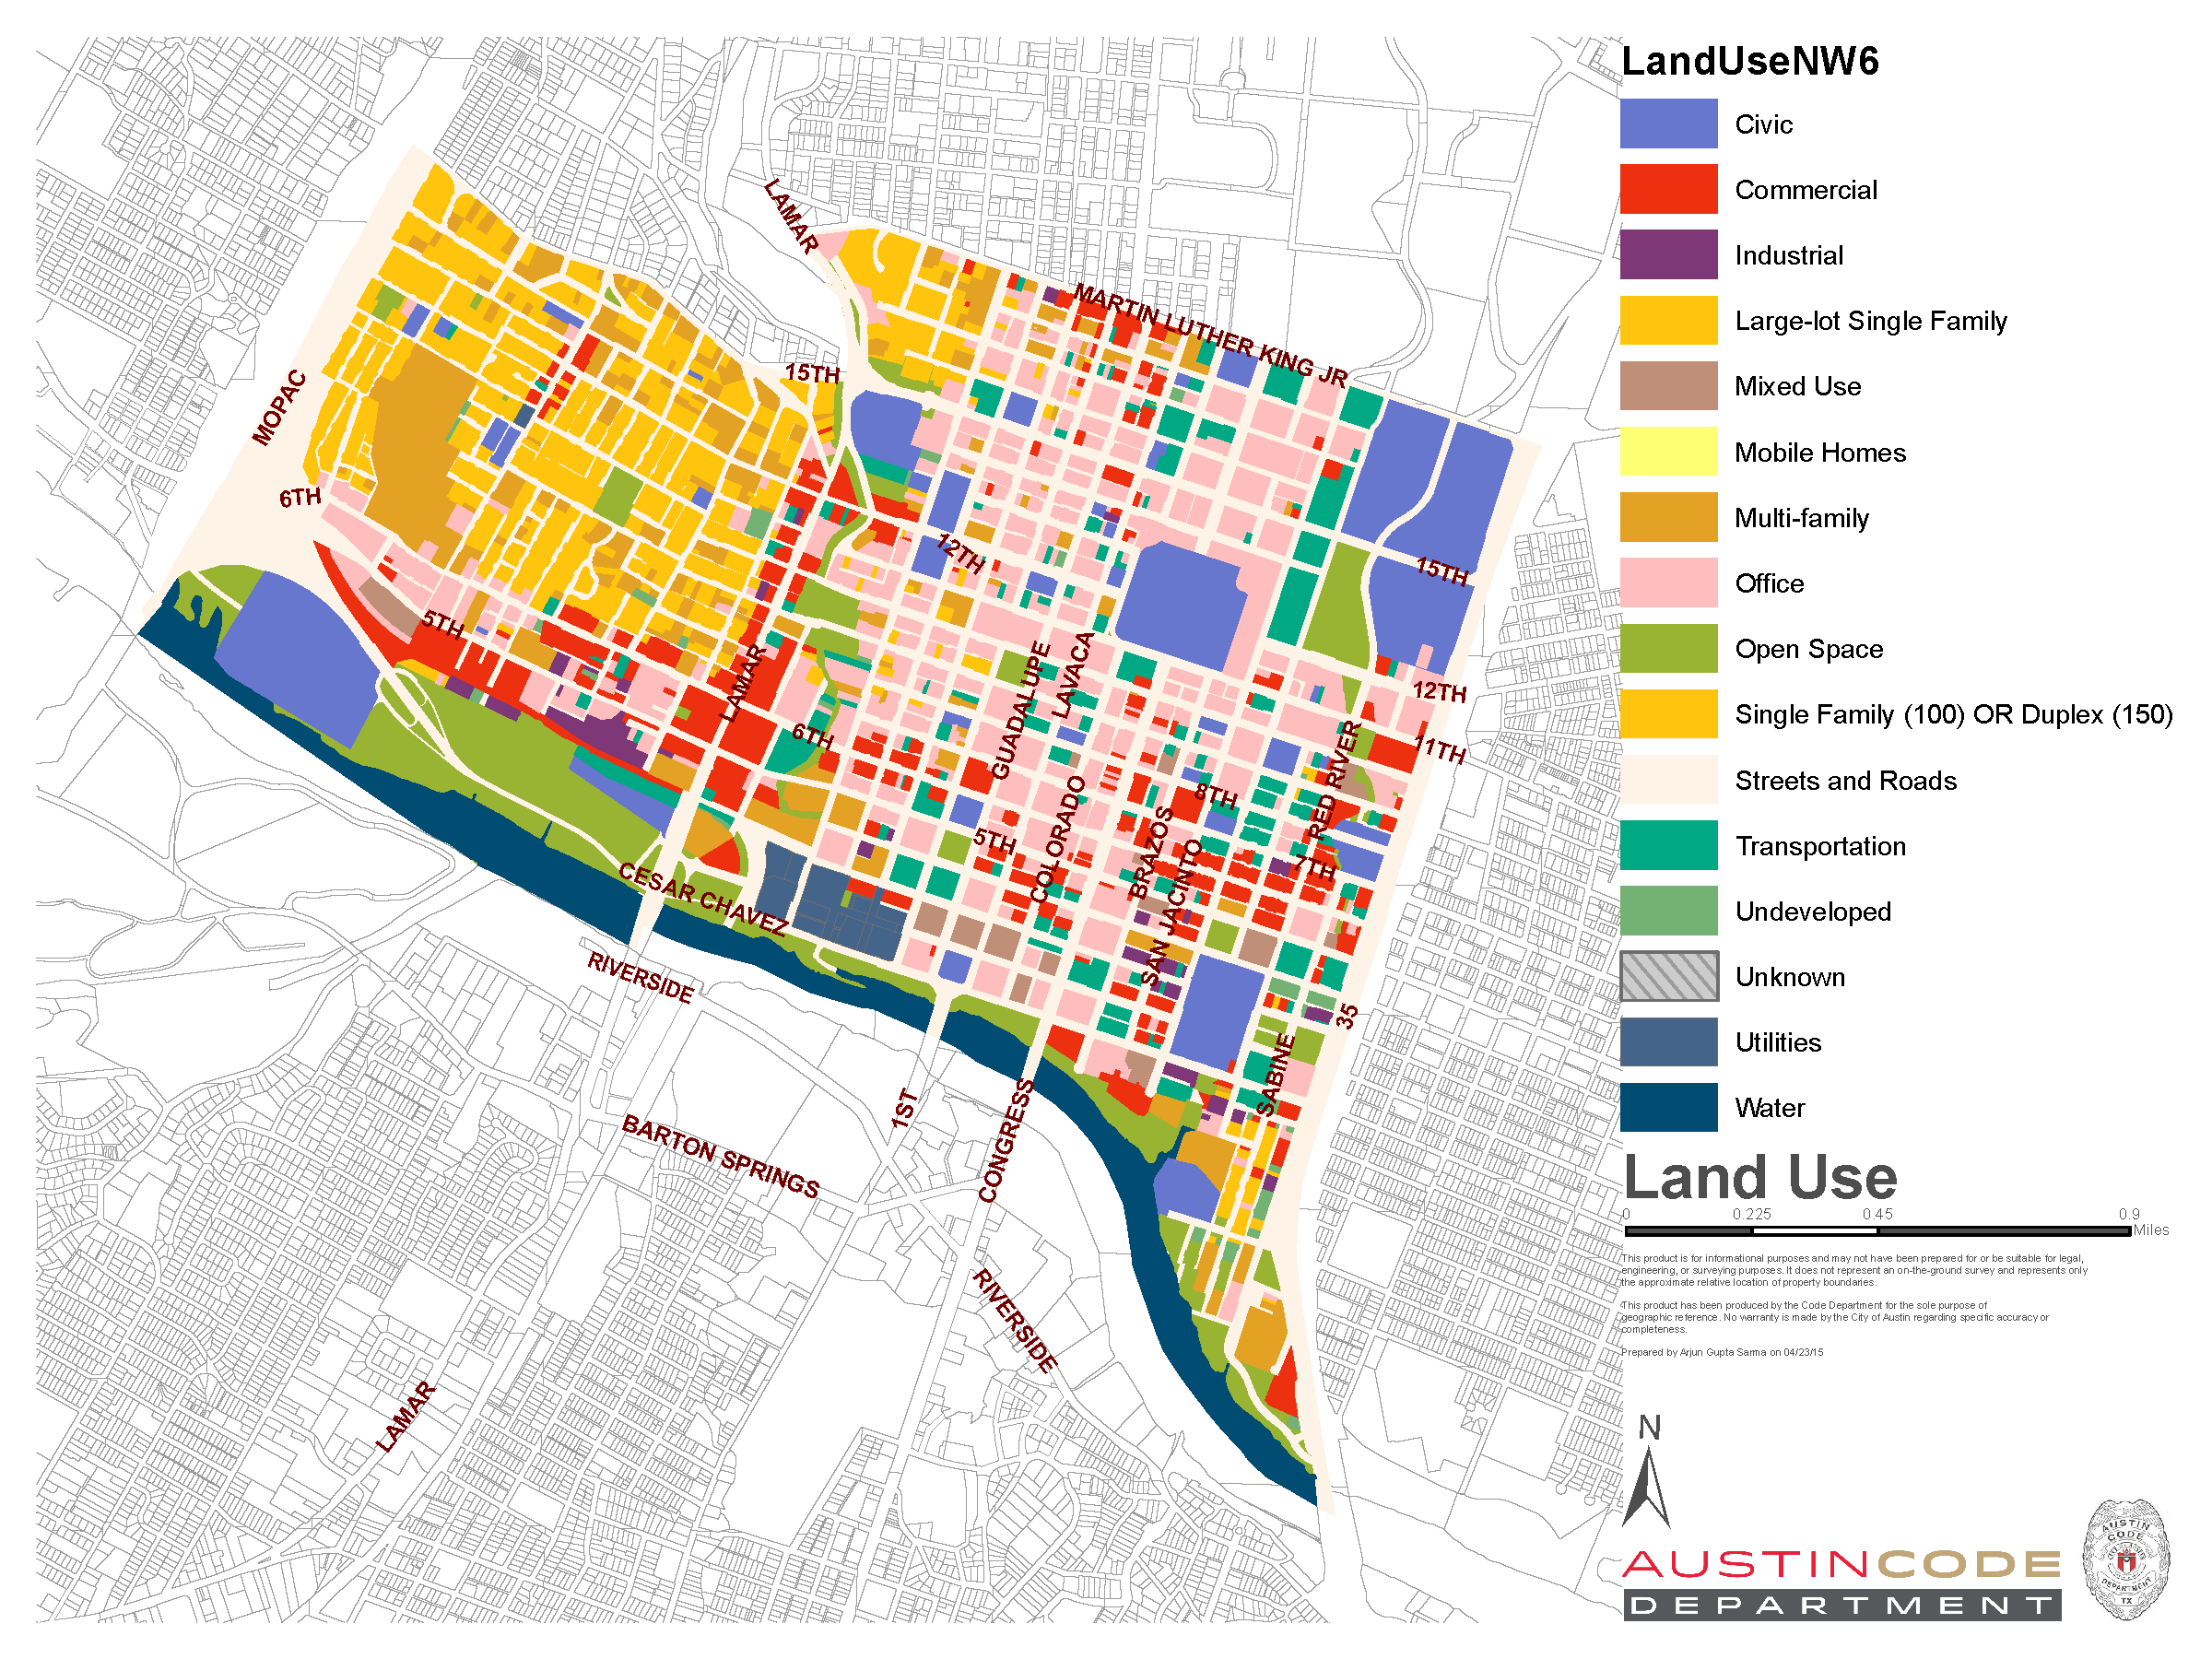 LandUseNW6
Civic
Commercial
Industrial
Large-lot Single Family
Mixed Use
Mobile Homes
Multi-family
Office
Open Space
Single Family (100) OR Duplex (150)
Streets and Roads
Transportation
Undeveloped
Unknown
Utilities
Water
Land Use
0 0.225 0.45 0.9
Miles
This product is for informational purposes and may not have been prepared for or be suitable for legal,
engineering, or surveying purposes. It does not represent an on-the-ground survey and represents only
the approximate relative location of property boundaries.
This product has been produced by the Code Department for the sole purpose of
geographic reference. No warranty is made by the City of Austin regarding specific accuracy or
completeness.
Prepared by Arjun Gupta Sarma on 04/23/15
N
AUSTINCODE
DEPARTMENT
AUSTIN
CODE
DEPARTMENT
TX
LAMAR
MARTIN LUTHER KING JR
15TH
MOPAC
6TH
12TH
15TH
5TH
LAMAR
GUADALUPE
LAVACA
12TH
11TH
6TH
RED RIVER
8TH
COLORADO
5TH
BRAZOS
SAN JACINTO
7TH
CESAR CHAVEZ
RIVERSIDE
35
SABINE
1ST
CONGRESS
BARTON SPRINGS
RIVERSIDE
LAMAR